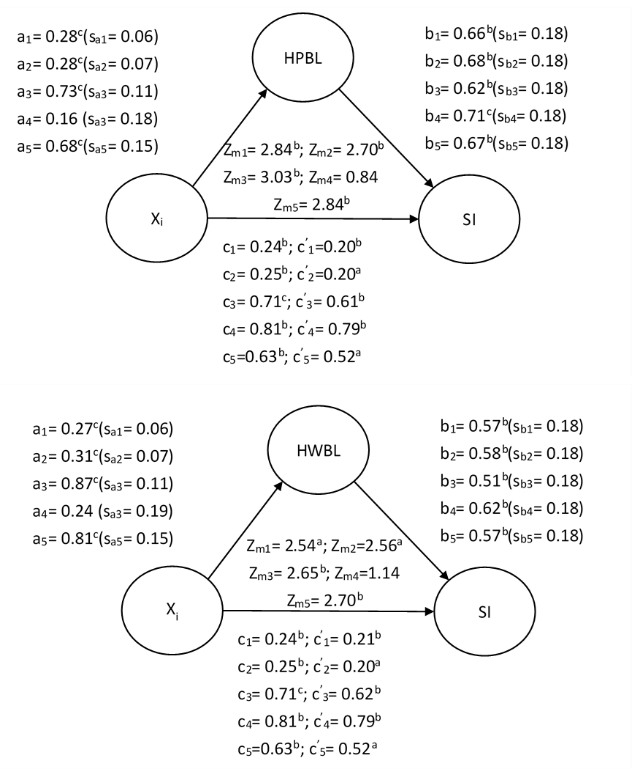 a₁= 0.28ᶜ(sₐ₁= 0.06)
a₂= 0.28ᶜ(sₐ₂= 0.07)
a₃= 0.73ᶜ(sₐ₃= 0.11)
a₄= 0.16 (sₐ₃= 0.18)
a₅= 0.68ᶜ(sₐ₅= 0.15)
HPBL
b₁= 0.66ᵇ(s_b1= 0.18)
b₂= 0.68ᵇ(s_b2= 0.18)
b₃= 0.62ᵇ(s_b3= 0.18)
b₄= 0.71ᶜ(s_b4= 0.18)
b₅= 0.67ᵇ(s_b5= 0.18)
Zₘ₁= 2.84ᵇ; Zₘ₂= 2.70ᵇ
Zₘ₃= 3.03ᵇ; Zₘ₄= 0.84
Zₘ₅= 2.84ᵇ
Xᵢ
SI
c₁= 0.24ᵇ; c'₁=0.20ᵇ
c₂= 0.25ᵇ; c'₂=0.20ᵃ
c₃= 0.71ᶜ; c'₃= 0.61ᵇ
c₄= 0.81ᵇ; c'₄= 0.79ᵇ
c₅=0.63ᵇ; c'₅= 0.52ᵃ
a₁= 0.27ᶜ(sₐ₁= 0.06)
a₂= 0.31ᶜ(sₐ₂= 0.07)
a₃= 0.87ᶜ(sₐ₃= 0.11)
a₄= 0.24 (sₐ₃= 0.19)
a₅= 0.81ᶜ(sₐ₅= 0.15)
HWBL
b₁= 0.57ᵇ(s_b1= 0.18)
b₂= 0.58ᵇ(s_b2= 0.18)
b₃= 0.51ᵇ(s_b3= 0.18)
b₄= 0.62ᵇ(s_b4= 0.18)
b₅= 0.57ᵇ(s_b5= 0.18)
Zₘ₁= 2.54ᵃ; Zₘ₂=2.56ᵃ
Zₘ₃= 2.65ᵇ; Zₘ₄=1.14
Zₘ₅= 2.70ᵇ
Xᵢ
SI
c₁= 0.24ᵇ; c'₁= 0.21ᵇ
c₂= 0.25ᵇ; c'₂= 0.20ᵃ
c₃= 0.71ᶜ; c'₃= 0.62ᵇ
c₄= 0.81ᵇ; c'₄= 0.79ᵇ
c₅=0.63ᵇ; c'₅= 0.52ᵃ